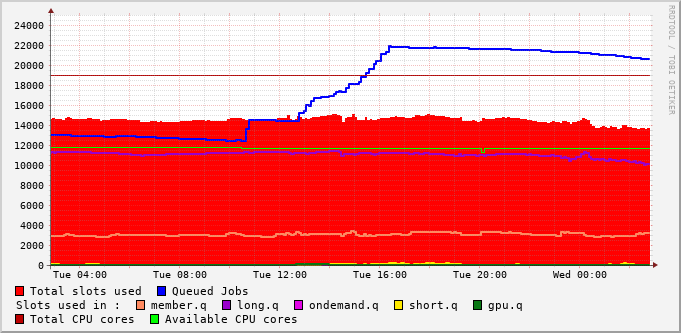 24000
22000
20000
18000
16000
14000
12000
10000
8000
6000
4000
2000
0
Tue 04:00 Tue 08:00 Tue 12:00 Tue 16:00 Tue 20:00 Wed 00:00
Total slots used Queued Jobs
Slots used in : member.q long.q ondemand.q short.q gpu.q
Total CPU cores Available CPU cores
RRDTOOL / TOBI OETIKER